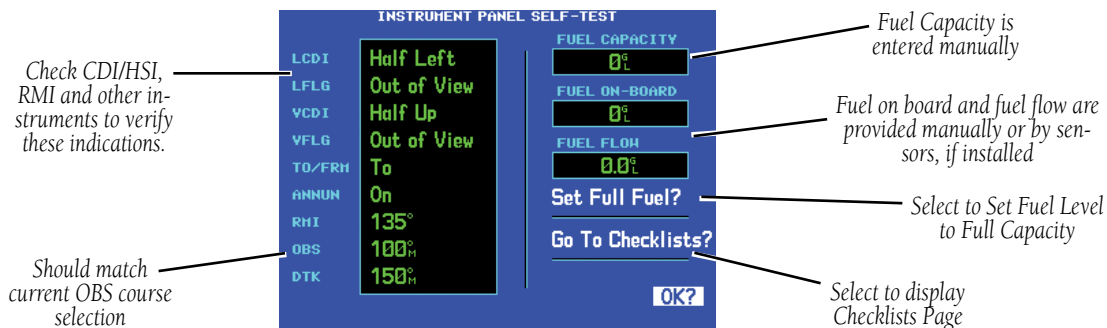 INSTRUMENT PANEL SELF-TEST
Check CDI/HSI,
RMI and other in-
struments to verify
these indications.
Should match
current OBS course
selection
LCDI Half Left
LFLG Out of View
VCDI Half Up
VFLG Out of View
TO/FRM To
ANNUN On
RMI 135°
OBS 100°M
DTK 150°M
FUEL CAPACITY
0GL
FUEL ON-BOARD
0GL
FUEL FLOW
0.0GL
Set Full Fuel?
Go To Checklists?
OK?
Fuel Capacity is
entered manually
Fuel on board and fuel flow are
provided manually or by sen-
sors, if installed
Select to Set Fuel Level
to Full Capacity
Select to display
Checklists Page